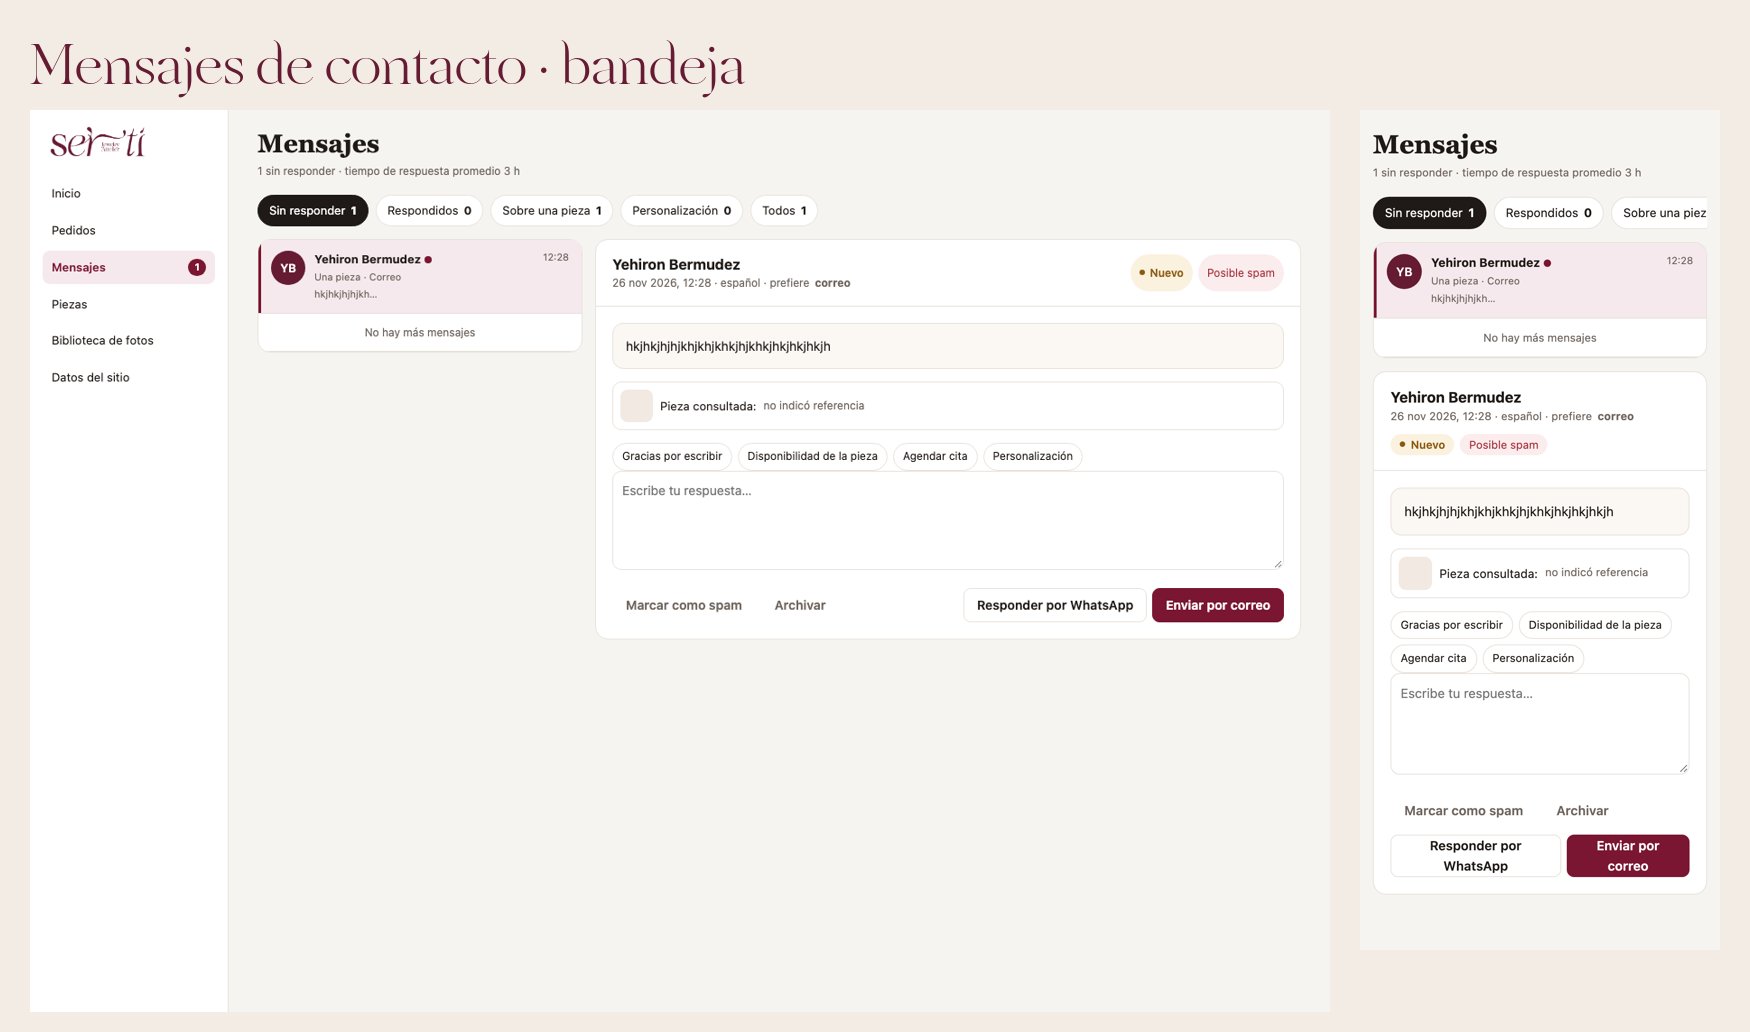 Mensajes de contacto · bandeja
ser'ti
Inicio
Pedidos
Mensajes 1
Piezas
Biblioteca de fotos
Datos del sitio
Mensajes
1 sin responder · tiempo de respuesta promedio 3 h
Sin responder 1 Respondidos 0 Sobre una pieza 1 Personalización 0 Todos 1
YB Yehiron Bermudez 12:28
Una pieza · Correo
hkjhkjhjhjkh...
No hay más mensajes
Yehiron Bermudez
26 nov 2026, 12:28 · español · prefiere correo
Nuevo Posible spam
hkjhkjhjhjkhjkhjkhkjhjkhkjhkjhkjhkjh
Pieza consultada: no indicó referencia
Gracias por escribir Disponibilidad de la pieza Agendar cita Personalización
Escribe tu respuesta...
Marcar como spam Archivar Responder por WhatsApp Enviar por correo
Mensajes
1 sin responder · tiempo de respuesta promedio 3 h
Sin responder 1 Respondidos 0 Sobre una piez
YB Yehiron Bermudez 12:28
Una pieza · Correo
hkjhkjhjhjkh...
No hay más mensajes
Yehiron Bermudez
26 nov 2026, 12:28 · español · prefiere correo
Nuevo Posible spam
hkjhkjhjhjkhjkhjkhkjhjkhkjhkjhkjhkjh
Pieza consultada: no indicó referencia
Gracias por escribir Disponibilidad de la pieza
Agendar cita Personalización
Escribe tu respuesta...
Marcar como spam Archivar
Responder por WhatsApp
Enviar por correo